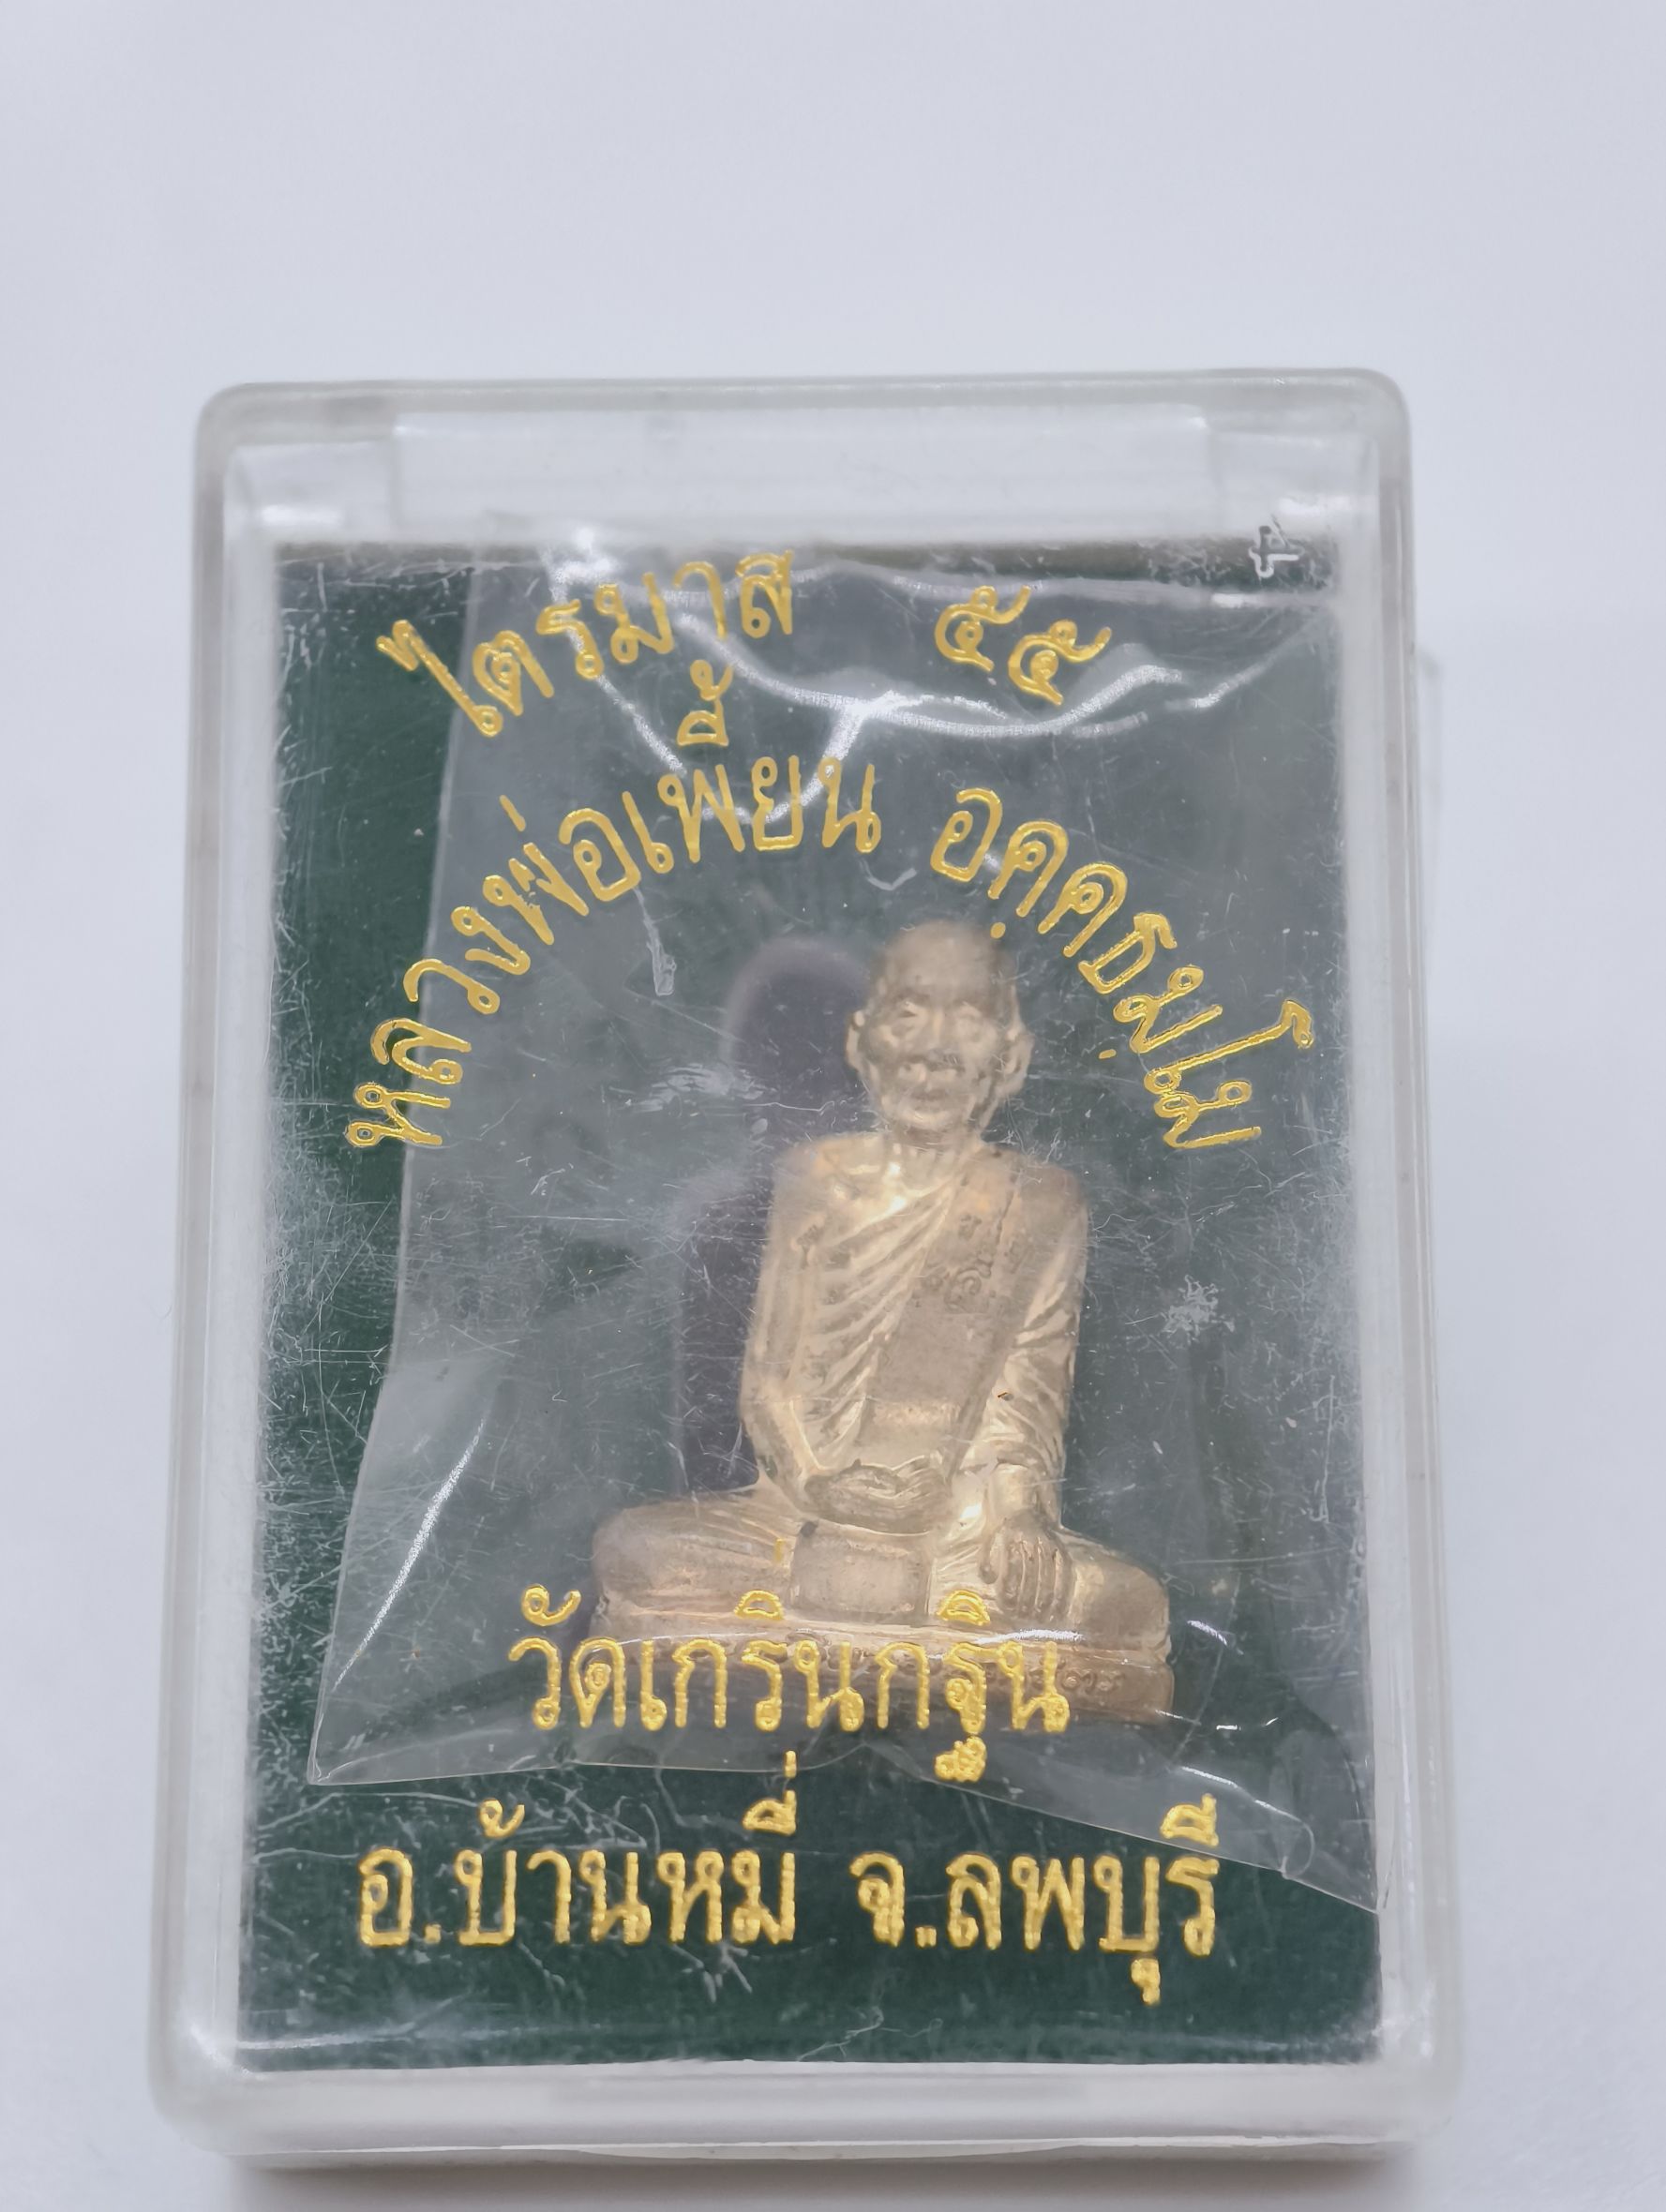 ไตรมาส ๕๕
หลวงพ่อเพี้ยน อคฺคธมฺโม
วัดเกริ่นกฐิน
อ.บ้านหมี่ จ.ลพบุรี